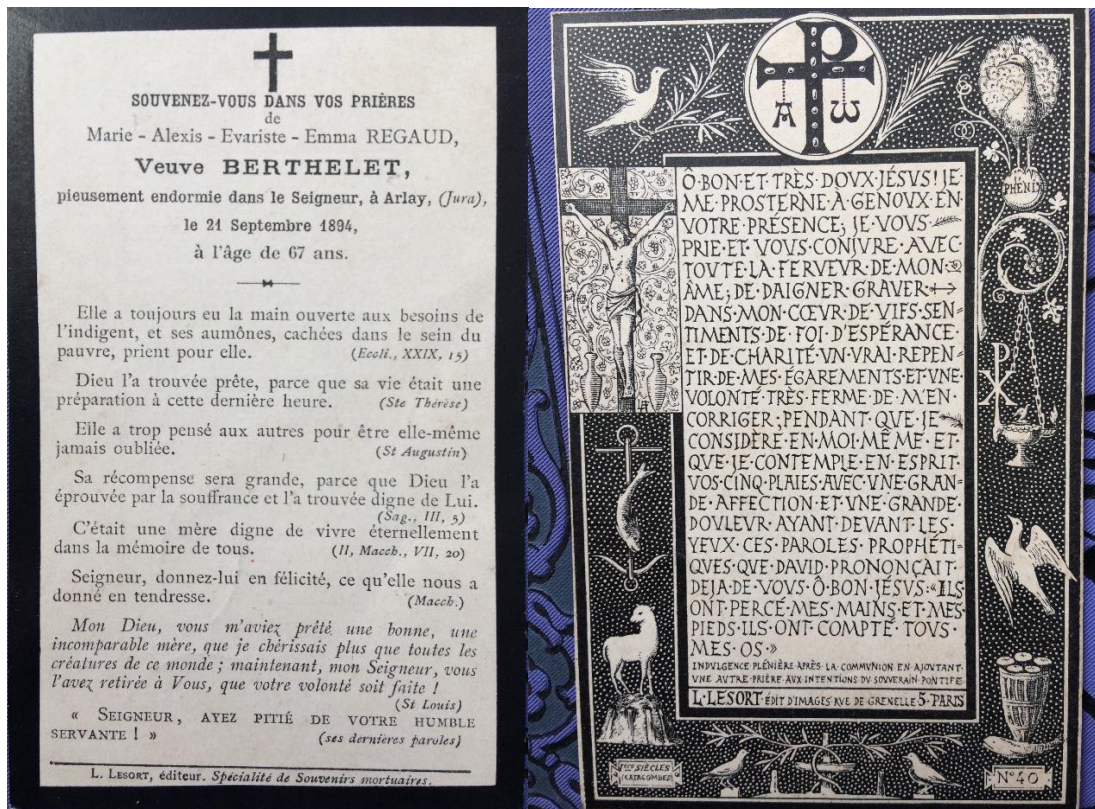 SOUVENEZ-VOUS DANS VOS PRIÈRES
de
Marie - Alexis - Evariste - Emma REGAUD,
Veuve BERTHELET,
pieusement endormie dans le Seigneur, à Arlay, (Jura),
le 21 Septembre 1894,
à l'âge de 67 ans.
Elle a toujours eu la main ouverte aux besoins de
l'indigent, et ses aumônes, cachées dans le sein du
pauvre, prient pour elle. (Eccli., XXIX, 15)
Dieu l'a trouvée prête, parce que sa vie était une
préparation à cette dernière heure. (Ste Thérèse)
Elle a trop pensé aux autres pour être elle-même
jamais oubliée. (St Augustin)
Sa récompense sera grande, parce que Dieu l'a
éprouvée par la souffrance et l'a trouvée digne de Lui.
(Sag., III, 5)
C'était une mère digne de vivre éternellement
dans la mémoire de tous. (II, Macch., VII, 20)
Seigneur, donnez-lui en félicité, ce qu'elle nous a
donné en tendresse. (Macch.)
Mon Dieu, vous m'aviez prêté une bonne, une
incomparable mère, que je chérissais plus que toutes les
créatures de ce monde ; maintenant, mon Seigneur, vous
l'avez retirée à Vous, que votre volonté soit faite !
(St Louis)
« SEIGNEUR, AYEZ PITIÉ DE VOTRE HUMBLE
SERVANTE ! » (ses dernières paroles)
L. LESORT, éditeur. Spécialité de Souvenirs mortuaires.
A W
PHENIX
Ô·BON·ET·TRÈS·DOVX·JÉSVS! JE·
ME·PROSTERNE·A·GENOVX·EN·
VOTRE·PRÉSENCE; JE·VOVS·
PRIE·ET·VOVS·CONJVRE·AVEC·
TOVTE·LA·FERVEVR·DE·MON·
ÂME; DE·DAIGNER·GRAVER·
DANS·MON·CŒVR·DE·VIFS·SEN=
TIMENTS·DE·FOI·D'ESPÉRANCE·
ET·DE·CHARITÉ·VN·VRAI·REPEN=
TIR·DE·MES·ÉGAREMENTS·ET·VNE·
VOLONTÉ·TRÈS·FERME·DE·M'EN·
CORRIGER; PENDANT·QVE·JE·
CONSIDÈRE·EN·MOI·MÊME·ET·
QVE·JE·CONTEMPLE·EN·ESPRIT·
VOS·CINQ·PLAIES·AVEC·VNE·GRAN=
DE·AFFECTION·ET·VNE·GRANDE·
DOVLEVR·AYANT·DEVANT·LES·
YEVX·CES·PAROLES·PROPHÉTI=
QVES·QVE·DAVID·PRONONÇAIT·
DEJA·DE·VOVS·Ô·BON·JÉSVS:«ILS
ONT·PERCÉ·MES·MAINS·ET·MES·
PIEDS·ILS·ONT·COMPTÉ·TOVS·
MES·OS·»
INDVLGENCE·PLÉNIÈRE·APRÈS·LA·COMMVNION·EN·AJOVTANT·
VNE·AVTRE·PRIÈRE·AVX·INTENTIONS·DV·SOVVERAIN·PONTIFE·
L·LESORT·ÉDIT·D'IMAGES·RVE·DE·GRENELLE·5·PARIS
SIÈCLES
(CATACOMBES)
N°40